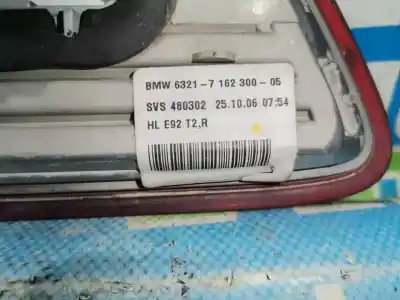 BMW 6321-7 162 300-05
SVS 480302 25.10.06 07:54
HL E92 T2,R